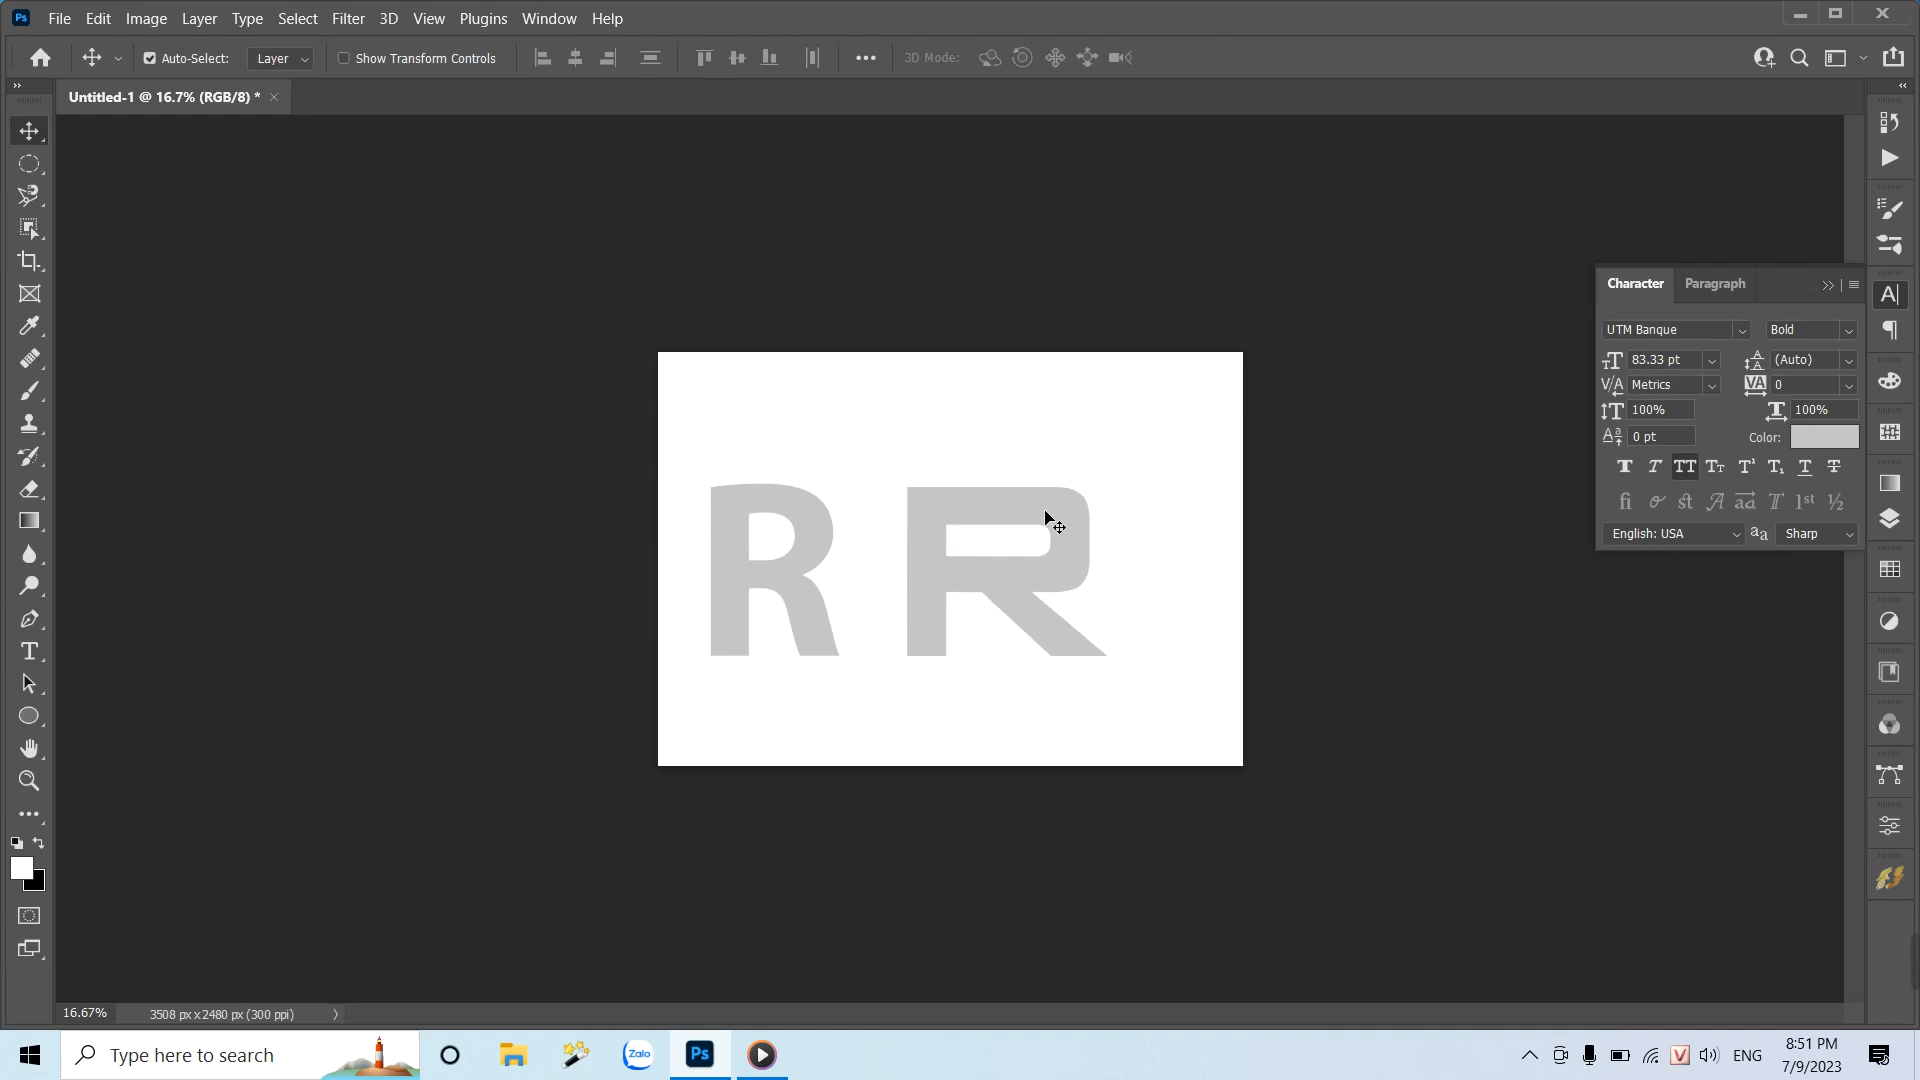 Ps File Edit Image Layer Type Select Filter 3D View Plugins Window Help
Auto-Select: Layer Show Transform Controls 3D Mode:
Untitled-1 @ 16.7% (RGB/8) *
Character Paragraph
UTM Banque Bold
83.33 pt (Auto)
Metrics 0
100% 100%
0 pt Color:
English: USA Sharp
R R
16.67% 3508 px x 2480 px (300 ppi)
Type here to search Zalo Ps V ENG 8:51 PM
7/9/2023